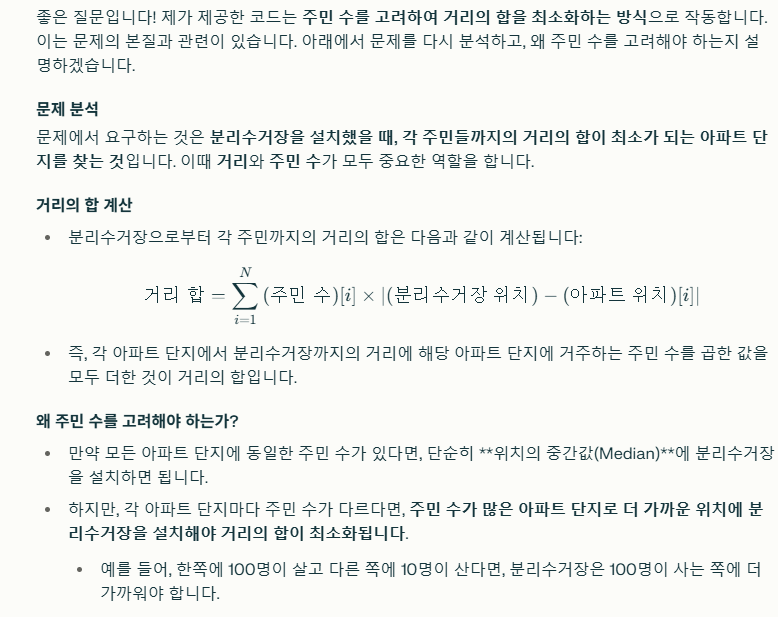 좋은 질문입니다! 제가 제공한 코드는 주민 수를 고려하여 거리의 합을 최소화하는 방식으로 작동합니다.
이는 문제의 본질과 관련이 있습니다. 아래에서 문제를 다시 분석하고, 왜 주민 수를 고려해야 하는지 설
명하겠습니다.
문제 분석
문제에서 요구하는 것은 분리수거장을 설치했을 때, 각 주민들까지의 거리의 합이 최소가 되는 아파트 단
지를 찾는 것입니다. 이때 거리와 주민 수가 모두 중요한 역할을 합니다.
거리의 합 계산
• 분리수거장으로부터 각 주민까지의 거리의 합은 다음과 같이 계산됩니다:
거리 합 = \sum_{i=1}^{N} (주민 수)[i] × |(분리수거장 위치) − (아파트 위치)[i]|
• 즉, 각 아파트 단지에서 분리수거장까지의 거리에 해당 아파트 단지에 거주하는 주민 수를 곱한 값을
모두 더한 것이 거리의 합입니다.
왜 주민 수를 고려해야 하는가?
• 만약 모든 아파트 단지에 동일한 주민 수가 있다면, 단순히 **위치의 중간값(Median)**에 분리수거장
을 설치하면 됩니다.
• 하지만, 각 아파트 단지마다 주민 수가 다르다면, 주민 수가 많은 아파트 단지로 더 가까운 위치에 분
리수거장을 설치해야 거리의 합이 최소화됩니다.
• 예를 들어, 한쪽에 100명이 살고 다른 쪽에 10명이 산다면, 분리수거장은 100명이 사는 쪽에 더
가까워야 합니다.